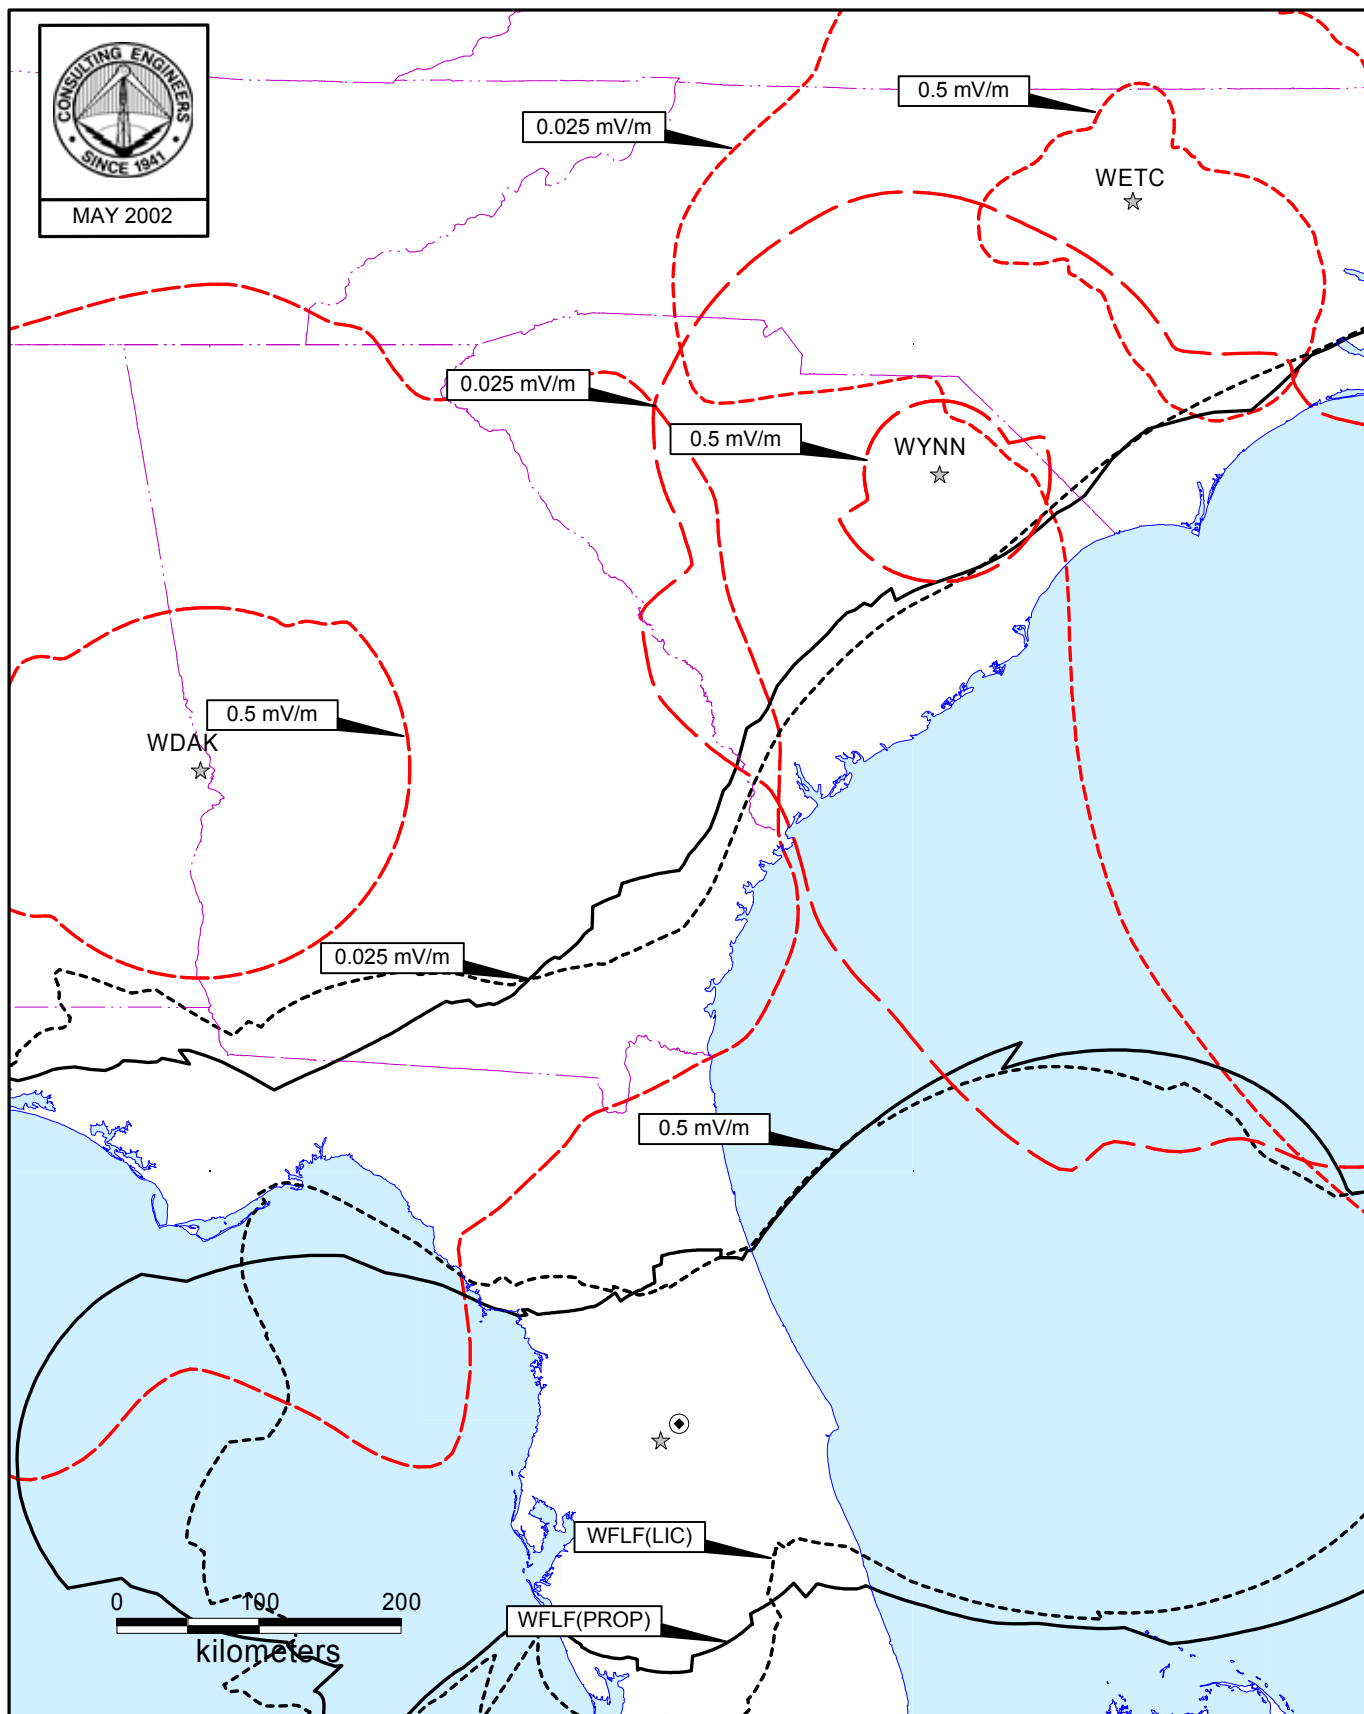 CONSULTING ENGINEERS
• SINCE 1941 •
MAY 2002
0.5 mV/m
0.025 mV/m
WETC
0.025 mV/m
0.5 mV/m
WYNN
0.5 mV/m
WDAK
0.025 mV/m
0.5 mV/m
WFLF(LIC)
WFLF(PROP)
0 100 200
kilometers